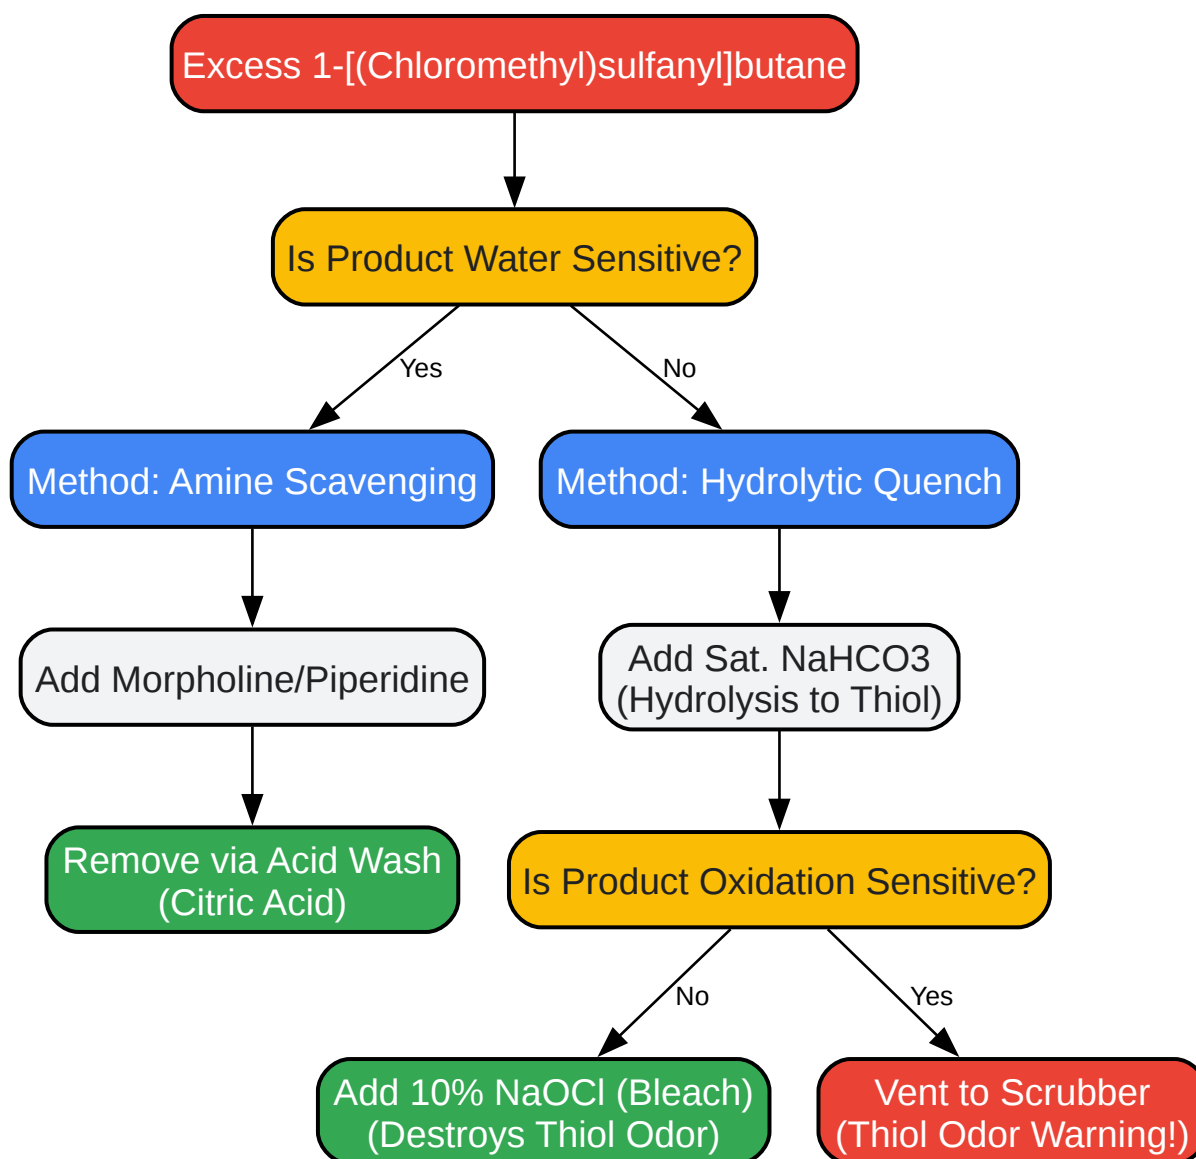 Excess 1-[(Chloromethyl)sulfanyl]butane
Is Product Water Sensitive?
Yes
No
Method: Amine Scavenging
Method: Hydrolytic Quench
Add Morpholine/Piperidine
Add Sat. NaHCO3
(Hydrolysis to Thiol)
Remove via Acid Wash
(Citric Acid)
Is Product Oxidation Sensitive?
No
Yes
Add 10% NaOCl (Bleach)
(Destroys Thiol Odor)
Vent to Scrubber
(Thiol Odor Warning!)